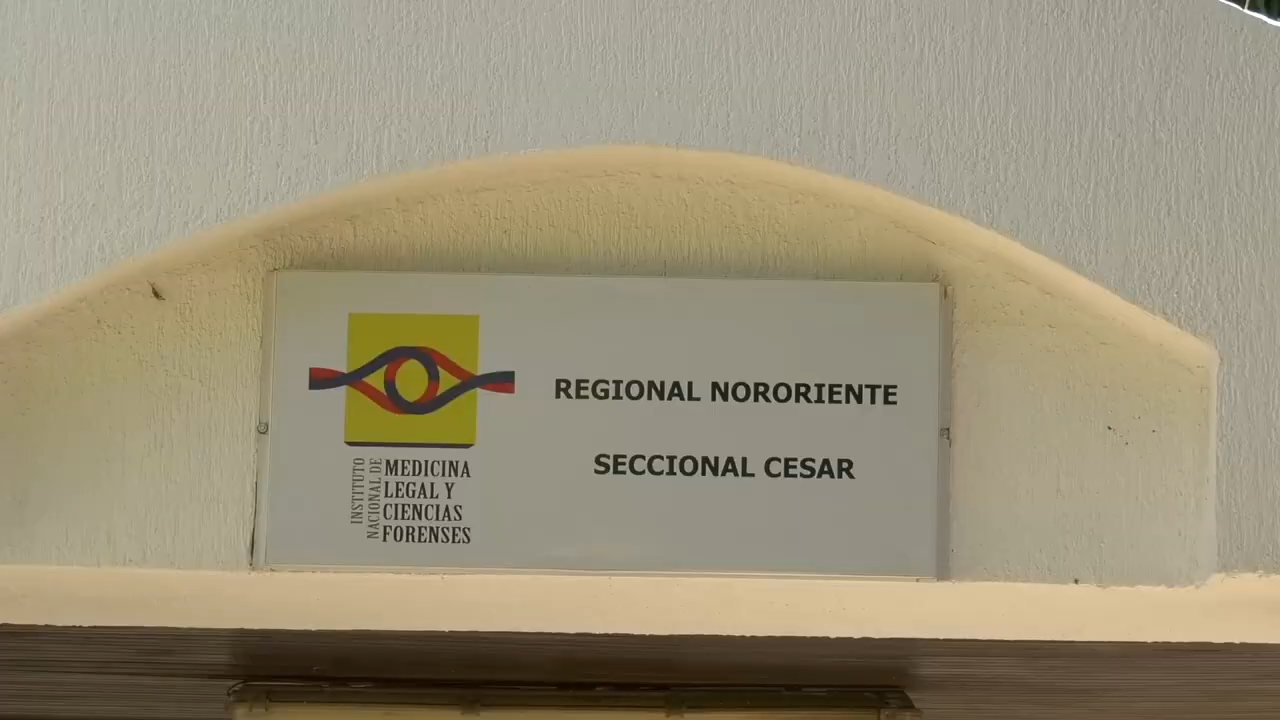 INSTITUTO
NACIONAL DE
MEDICINA
LEGAL Y
CIENCIAS
FORENSES
REGIONAL NORORIENTE
SECCIONAL CESAR